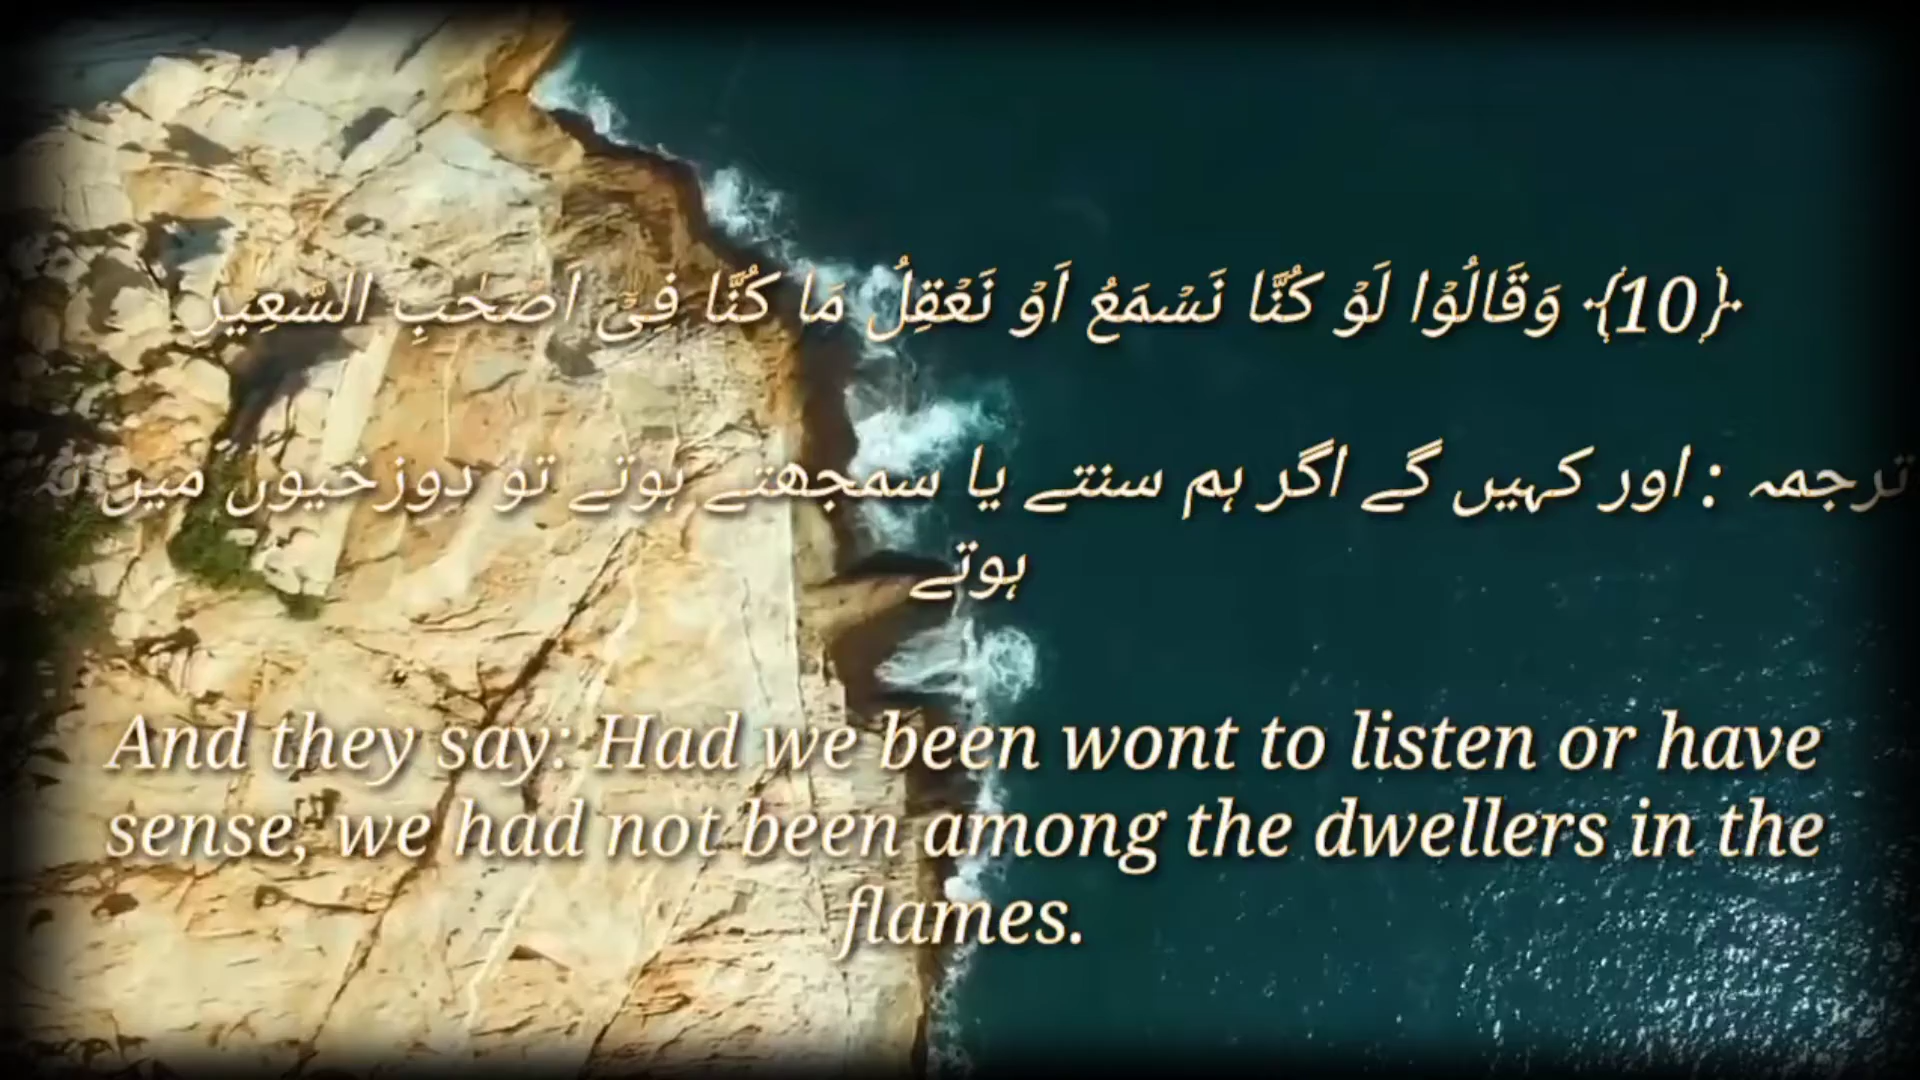 وَقَالُوۡا لَوۡ كُنَّا نَسۡمَعُ اَوۡ نَعۡقِلُ مَا كُنَّا فِىۡۤ اَصۡحٰبِ السَّعِيۡرِ ﴿10﴾
ترجمہ : اور کہیں گے اگر ہم سنتے یا سمجھتے ہوتے تو دوزخیوں میں نہ
ہوتے
And they say: Had we been wont to listen or have
sense, we had not been among the dwellers in the
flames.